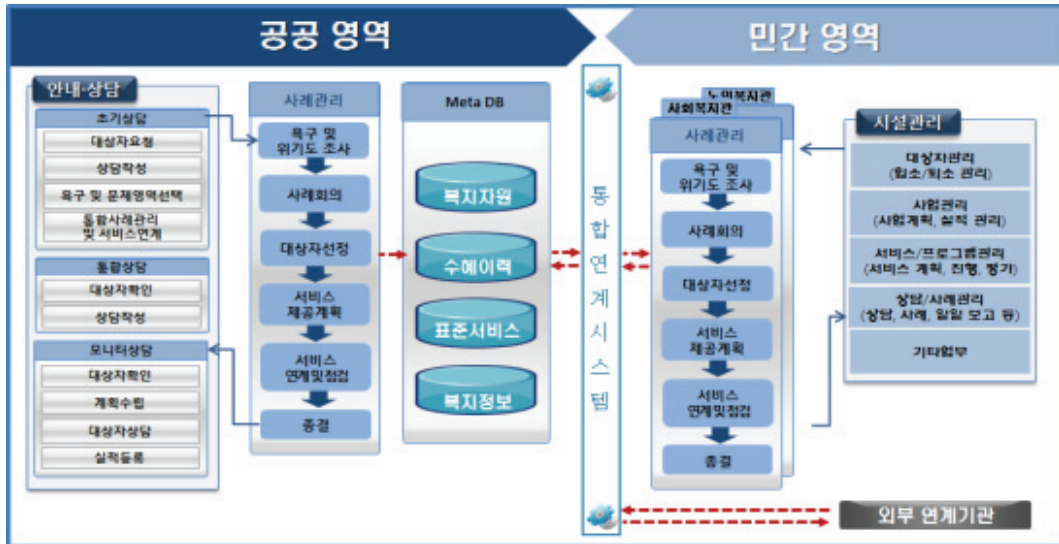 공공 영역
민간 영역
안내·상담
초기상담
대상자요청
상담작성
욕구 및 문제영역선택
통합사례관리
및 서비스연계
통합상담
대상자확인
상담작성
모니터상담
대상자확인
계획수립
대상자상담
실적등록
사례관리
욕구 및
위기도 조사
사례회의
대상자선정
서비스
제공계획
서비스
연계및점검
종결
Meta DB
복지자원
수혜이력
표준서비스
복지정보
통합연계시스템
노인복지관
사회복지관
사례관리
욕구 및
위기도 조사
사례회의
대상자선정
서비스
제공계획
서비스
연계및점검
종결
시설관리
대상자관리
(입소/퇴소 관리)
사업관리
(사업계획, 실적 관리)
서비스/프로그램관리
(서비스 계획, 진행, 평가)
상담/사례관리
(상담, 사례, 일일 보고 등)
기타업무
외부 연계기관